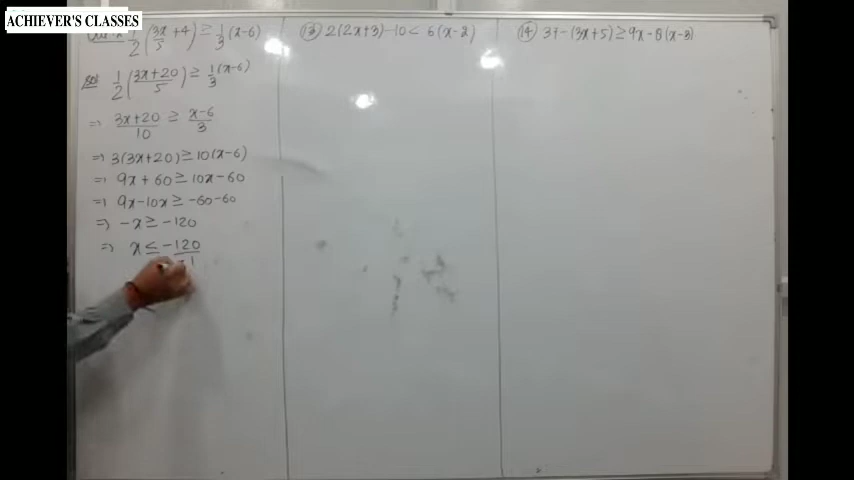 ACHIEVER'S CLASSES
1/2 (3x/5 + 4) ≥ 1/3 (x-6)
Sol 1/2 (3x+20/5) ≥ 1/3 (x-6)
⇒ 3x+20/10 ≥ x-6/3
⇒ 3(3x+20) ≥ 10(x-6)
⇒ 9x + 60 ≥ 10x - 60
⇒ 9x-10x ≥ -60-60
⇒ -x ≥ -120
⇒ x ≤ -120/-1
(13) 2(2x+3) -10 < 6(x-2)
(14) 37-(3x+5) ≥ 9x-8(x-3)